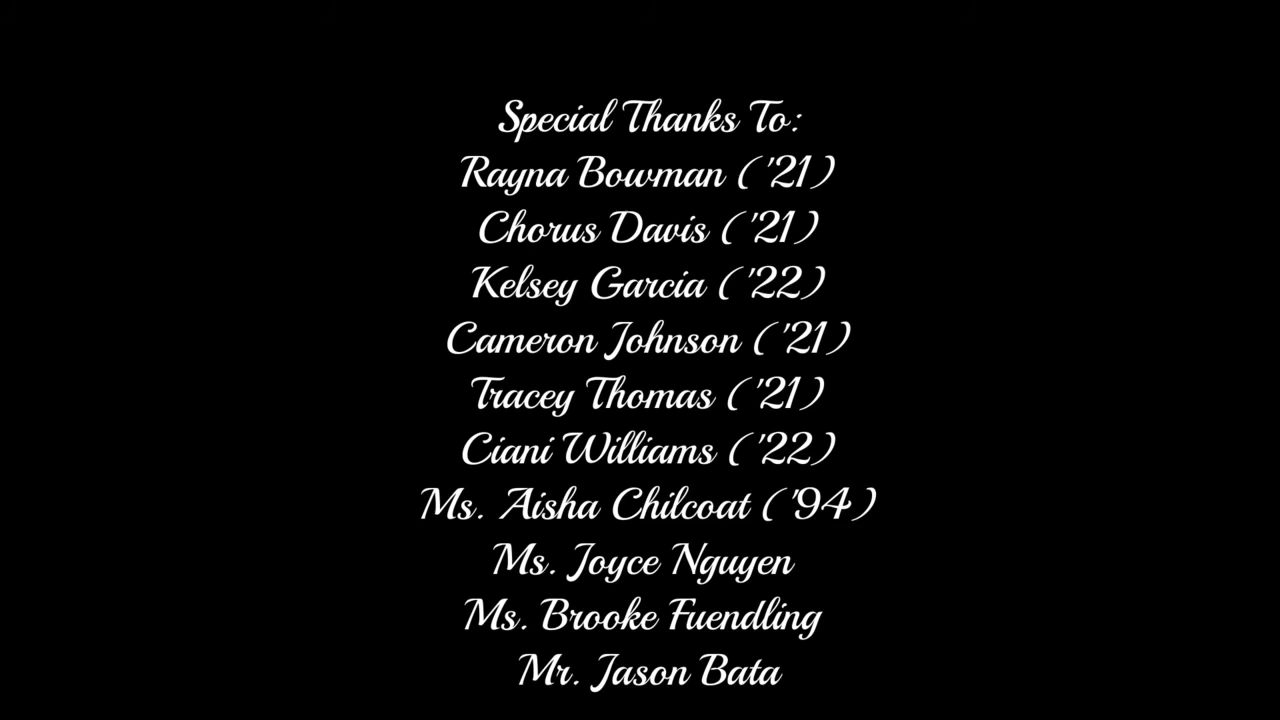 Special Thanks To:
Rayna Bowman ('21)
Chorus Davis ('21)
Kelsey Garcia ('22)
Cameron Johnson ('21)
Tracey Thomas ('21)
Ciani Williams ('22)
Ms. Aisha Chilcoat ('94)
Ms. Joyce Nguyen
Ms. Brooke Fuendling
Mr. Jason Bata